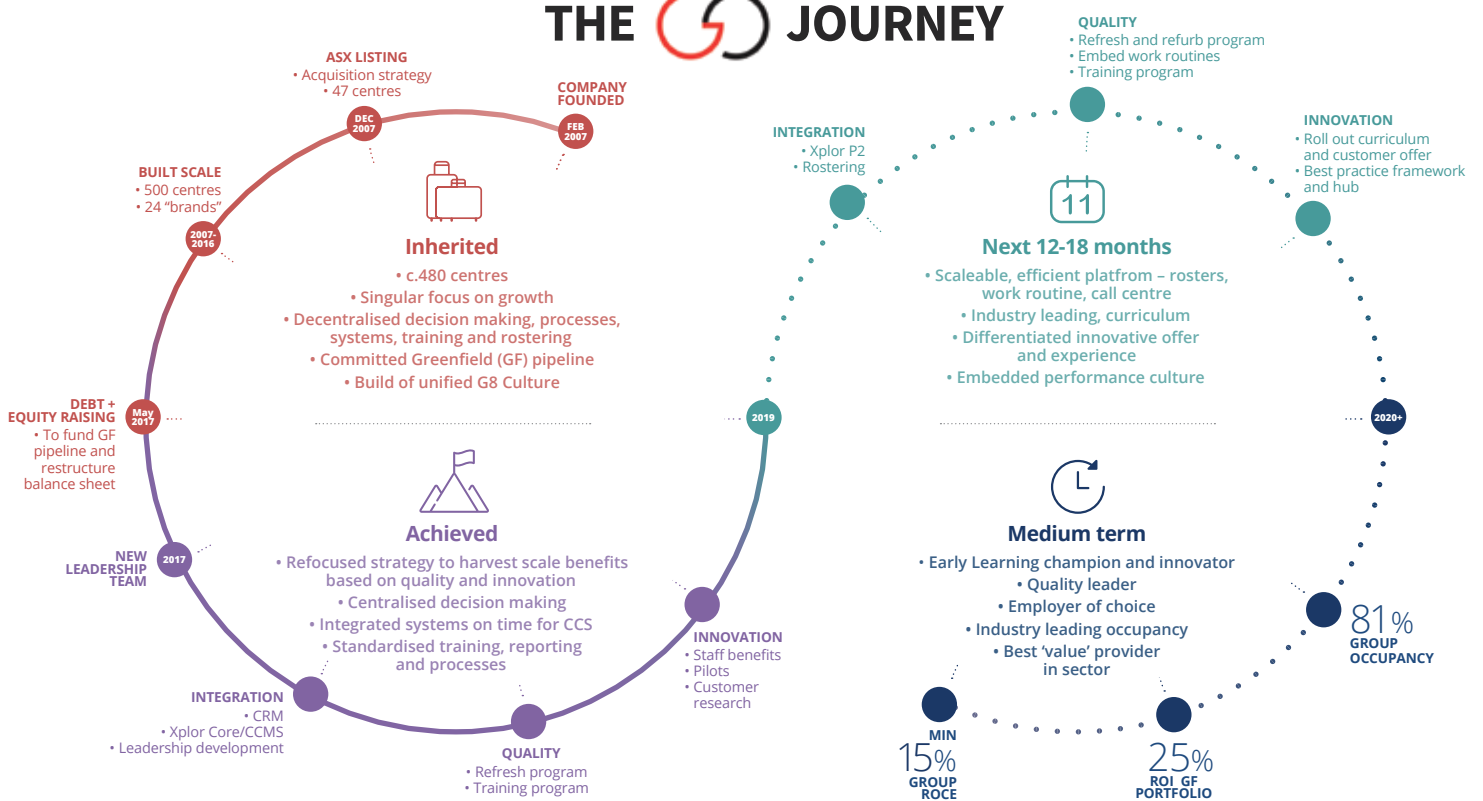 THE GO JOURNEY
COMPANY
FOUNDED
FEB
2007
ASX LISTING
• Acquisition strategy
• 47 centres
DEC
2007
BUILT SCALE
• 500 centres
• 24 “brands”
2007-
2016
DEBT +
EQUITY RAISING
• To fund GF
pipeline and
restructure
balance sheet
May
2017
Inherited
• c.480 centres
• Singular focus on growth
• Decentralised decision making, processes,
systems, training and rostering
• Committed Greenfield (GF) pipeline
• Build of unified G8 Culture
NEW
LEADERSHIP
TEAM
2017
INTEGRATION
• CRM
• Xplor Core/CCMS
• Leadership development
QUALITY
• Refresh program
• Training program
INNOVATION
• Staff benefits
• Pilots
• Customer
research
Achieved
• Refocused strategy to harvest scale benefits
based on quality and innovation
• Centralised decision making
• Integrated systems on time for CCS
• Standardised training, reporting
and processes
2019
INTEGRATION
• Xplor P2
• Rostering
QUALITY
• Refresh and refurb program
• Embed work routines
• Training program
INNOVATION
• Roll out curriculum
and customer offer
• Best practice framework
and hub
11
Next 12-18 months
• Scaleable, efficient platfrom – rosters,
work routine, call centre
• Industry leading, curriculum
• Differentiated innovative offer
and experience
• Embedded performance culture
2020+
Medium term
• Early Learning champion and innovator
• Quality leader
• Employer of choice
• Industry leading occupancy
• Best ‘value’ provider
in sector
81%
GROUP
OCCUPANCY
25%
ROI GF
PORTFOLIO
MIN
15%
GROUP
ROCE